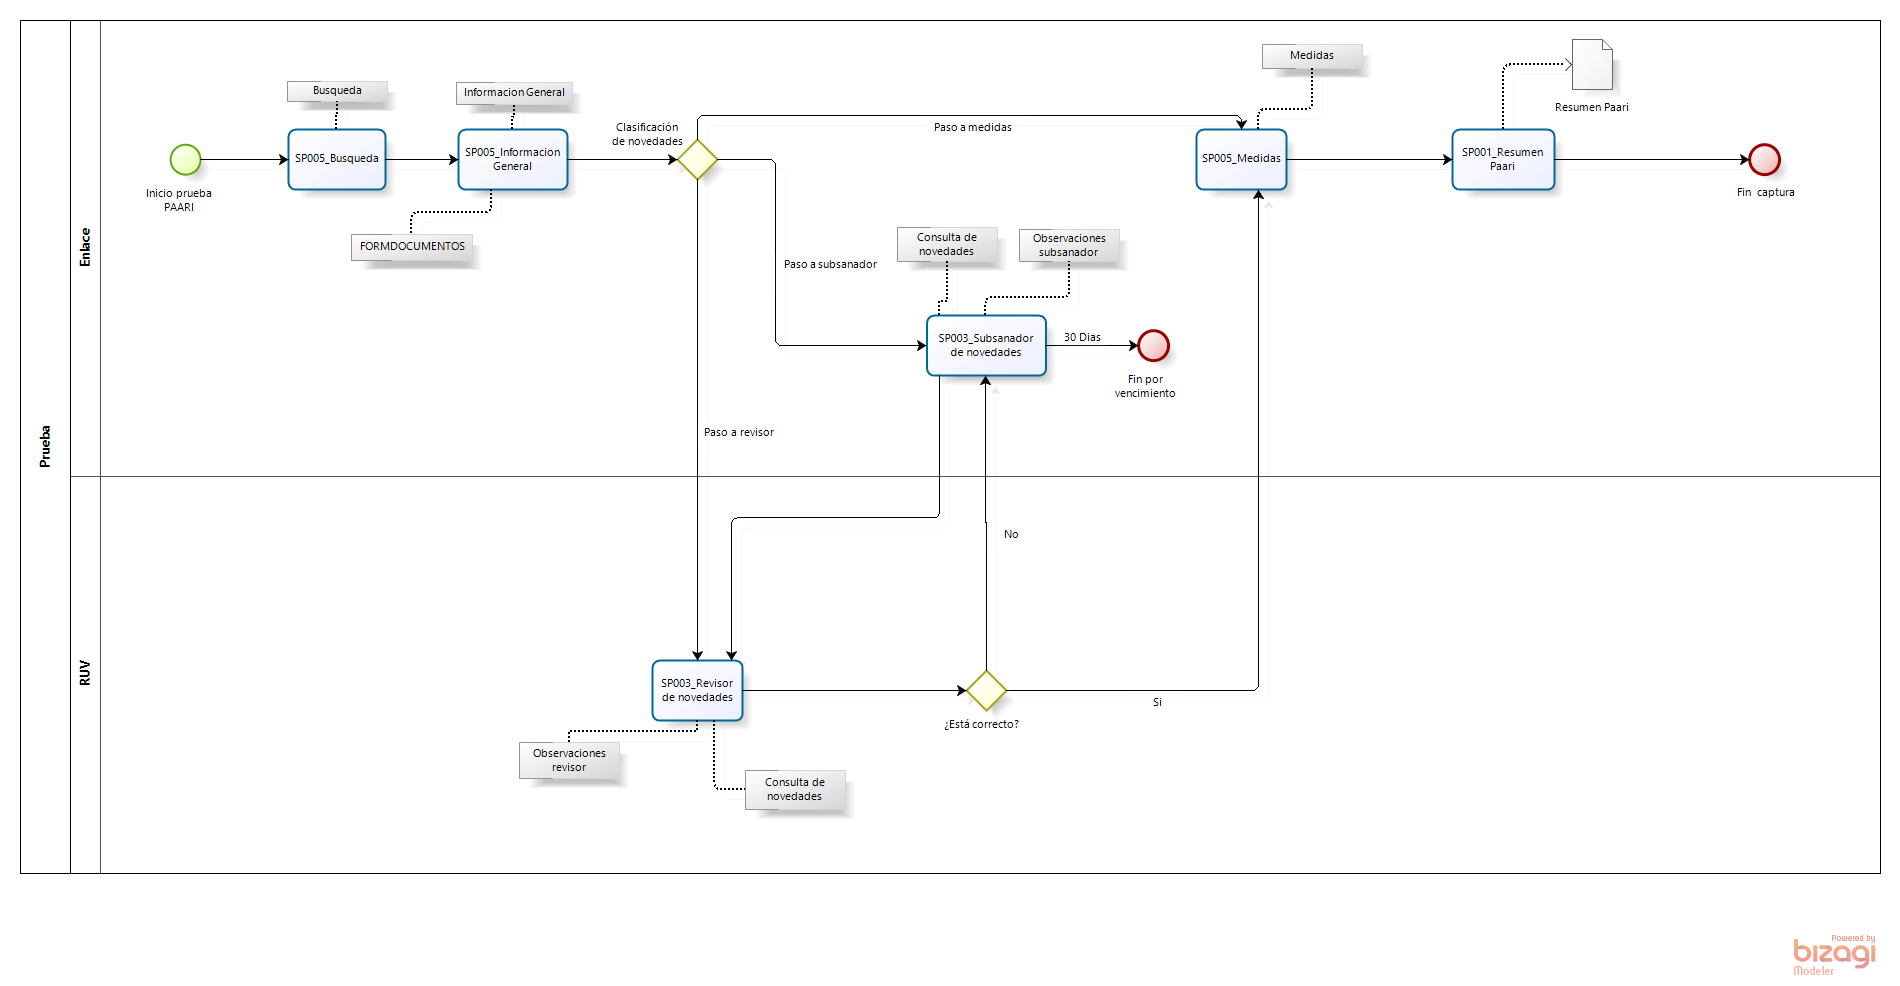 Prueba
Enlace
RUV
Busqueda
Informacion General
Medidas
Resumen Paari
Inicio prueba
PAARI
SP005_Busqueda
SP005_Informacion
General
FORMDOCUMENTOS
Clasificación
de novedades
Paso a medidas
SP005_Medidas
SP001_Resumen
Paari
Fin captura
Paso a subsanador
Consulta de
novedades
Observaciones
subsanador
SP003_Subsanador
de novedades
30 Dias
Fin por
vencimiento
Paso a revisor
No
SP003_Revisor
de novedades
¿Está correcto?
Si
Observaciones
revisor
Consulta de
novedades
Powered by
bizagi
Modeler